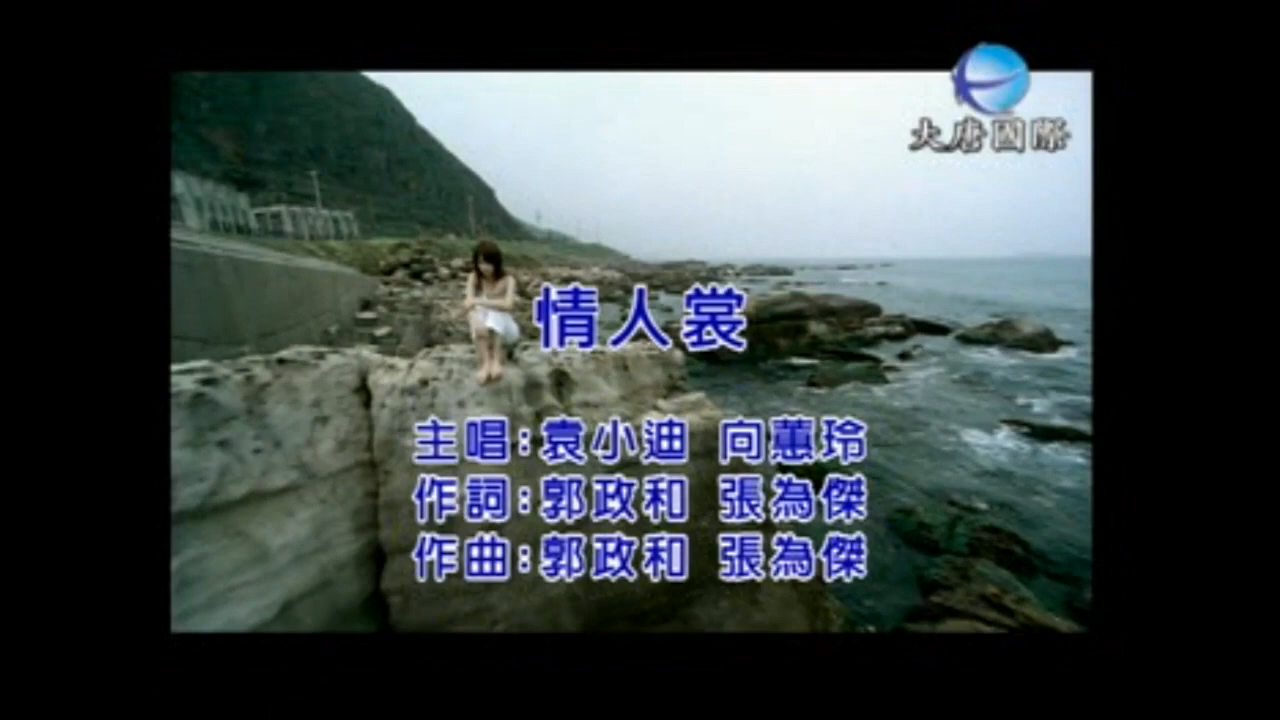 大唐國際
情人裳
主唱:袁小迪 向蕙玲
作詞:郭政和 張為傑
作曲:郭政和 張為傑